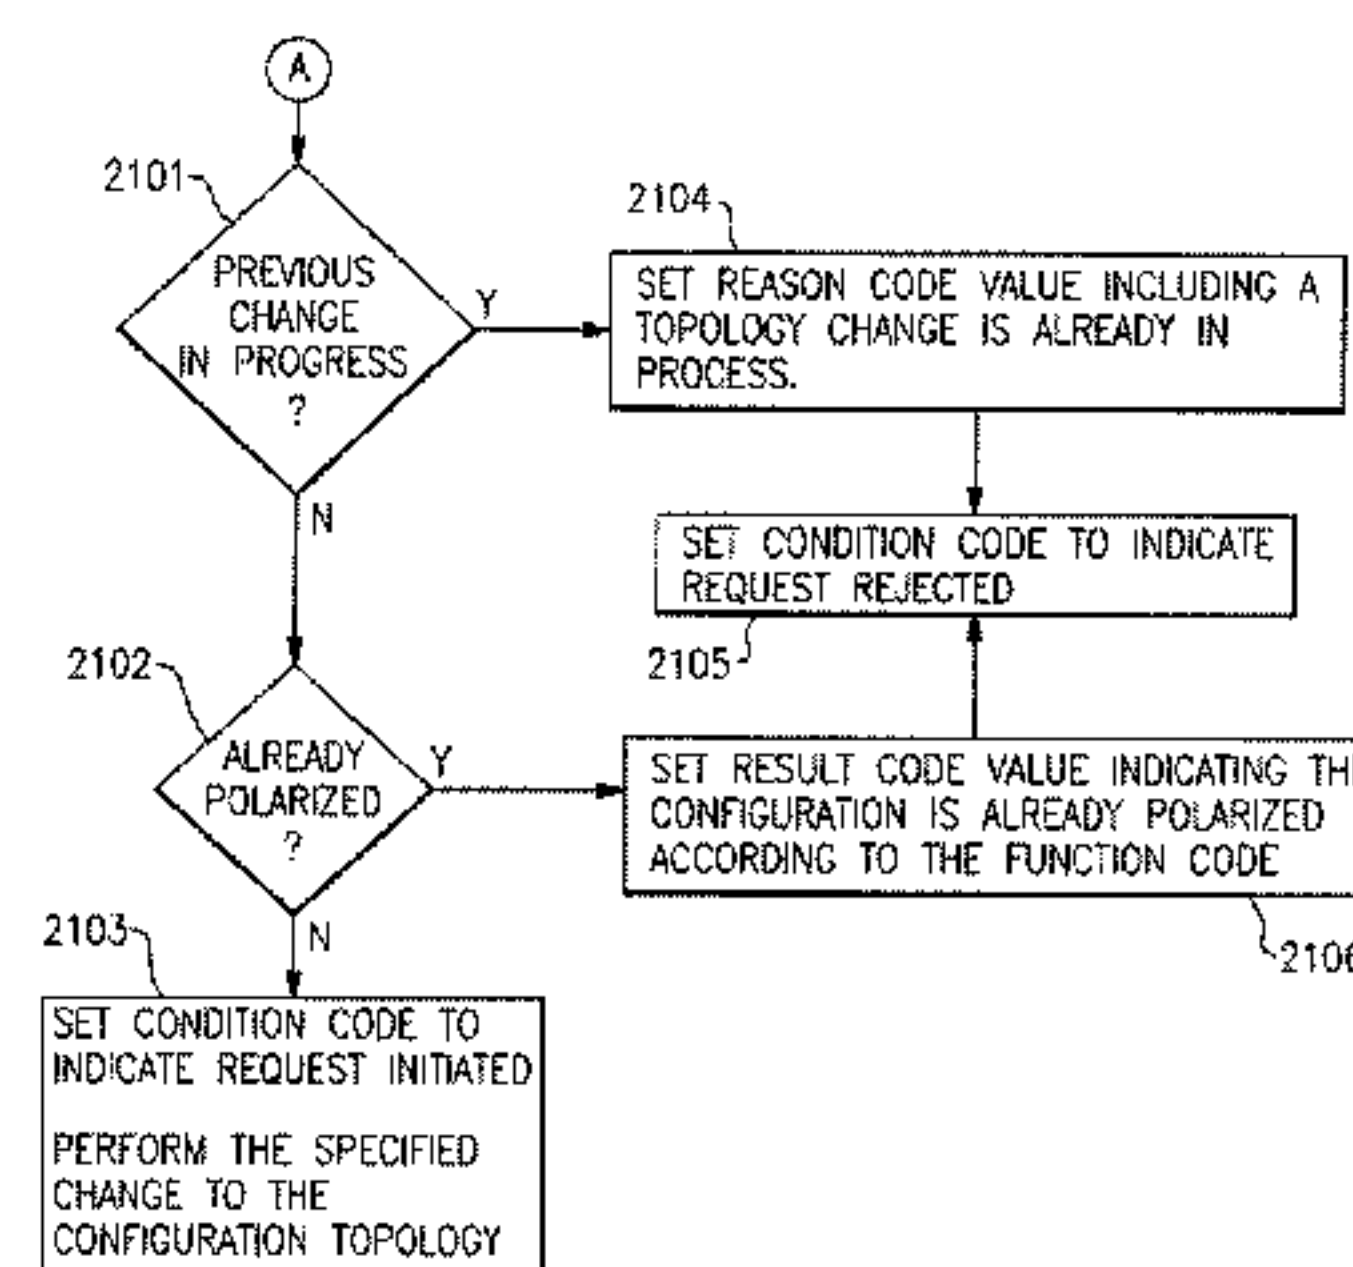 A
2101
PREVIOUS
CHANGE
IN PROGRESS
?
Y
N
2104
SET REASON CODE VALUE INCLUDING A
TOPOLOGY CHANGE IS ALREADY IN
PROCESS.
SET CONDITION CODE TO INDICATE
REQUEST REJECTED
2105
2102
ALREADY
POLARIZED
?
Y
N
SET RESULT CODE VALUE INDICATING TH
CONFIGURATION IS ALREADY POLARIZED
ACCORDING TO THE FUNCTION CODE
2106
2103
SET CONDITION CODE TO
INDICATE REQUEST INITIATED
PERFORM THE SPECIFIED
CHANGE TO THE
CONFIGURATION TOPOLOGY